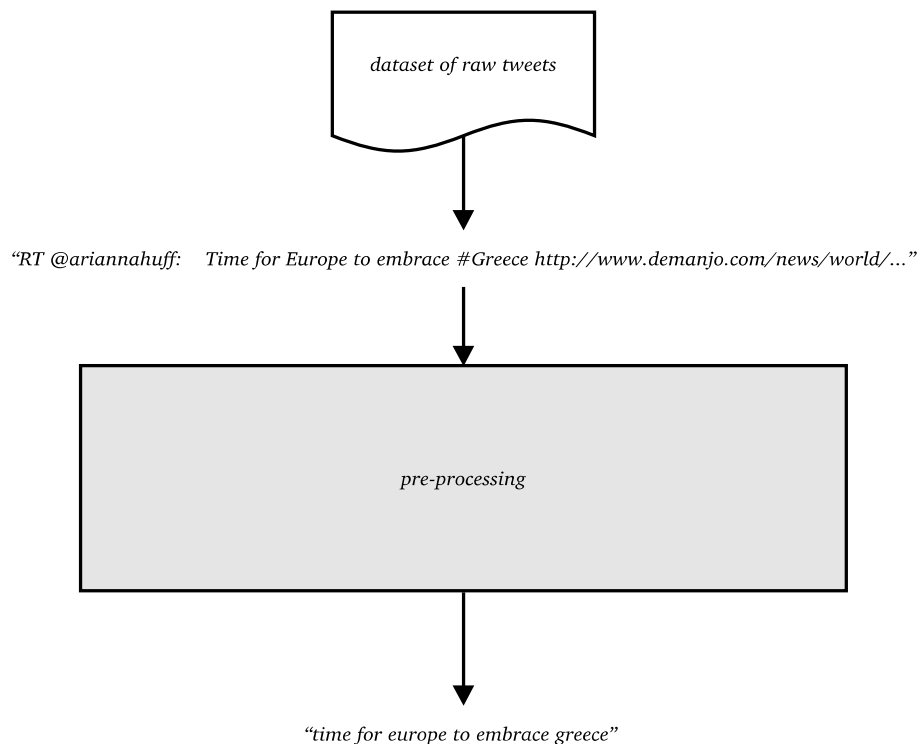 dataset of raw tweets
“RT @ariannahuff: Time for Europe to embrace #Greece http://www.demanjo.com/news/world/...”
pre-processing
“time for europe to embrace greece”